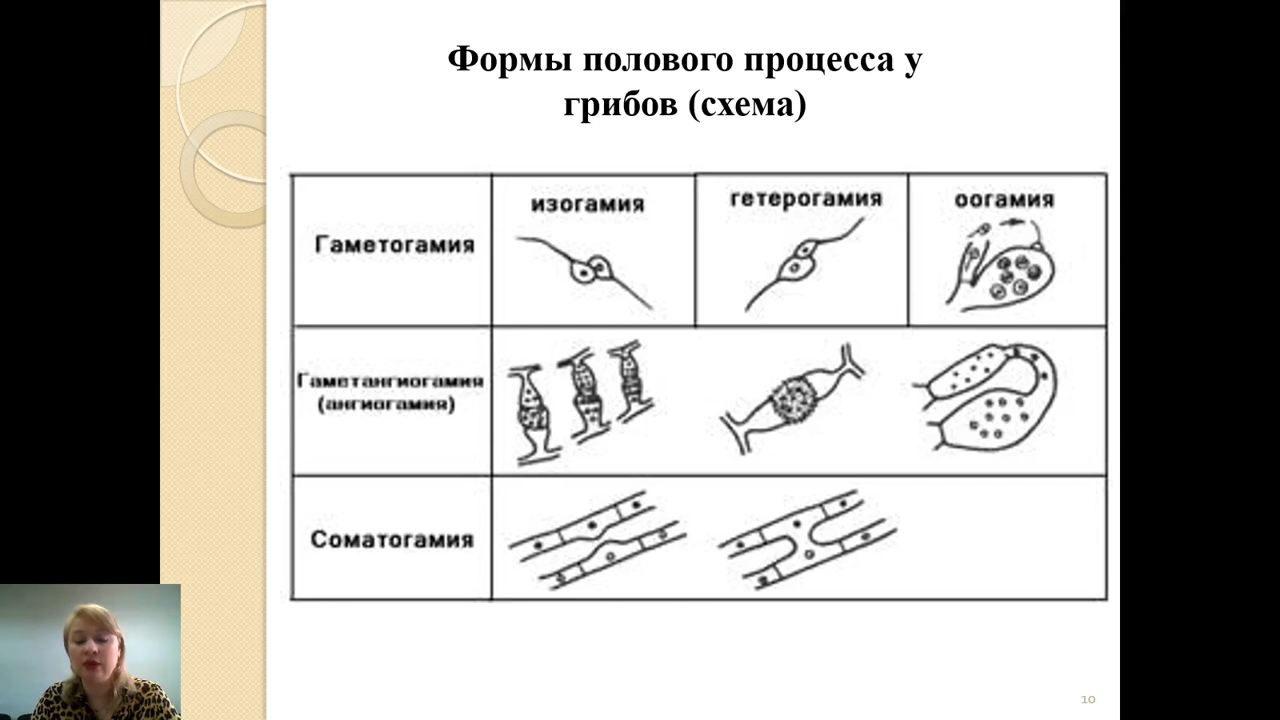 Формы полового процесса у
грибов (схема)
изогамия
гетерогамия
оогамия
Гаметогамия
Гаметангиогамия
(ангиогамия)
Соматогамия
10